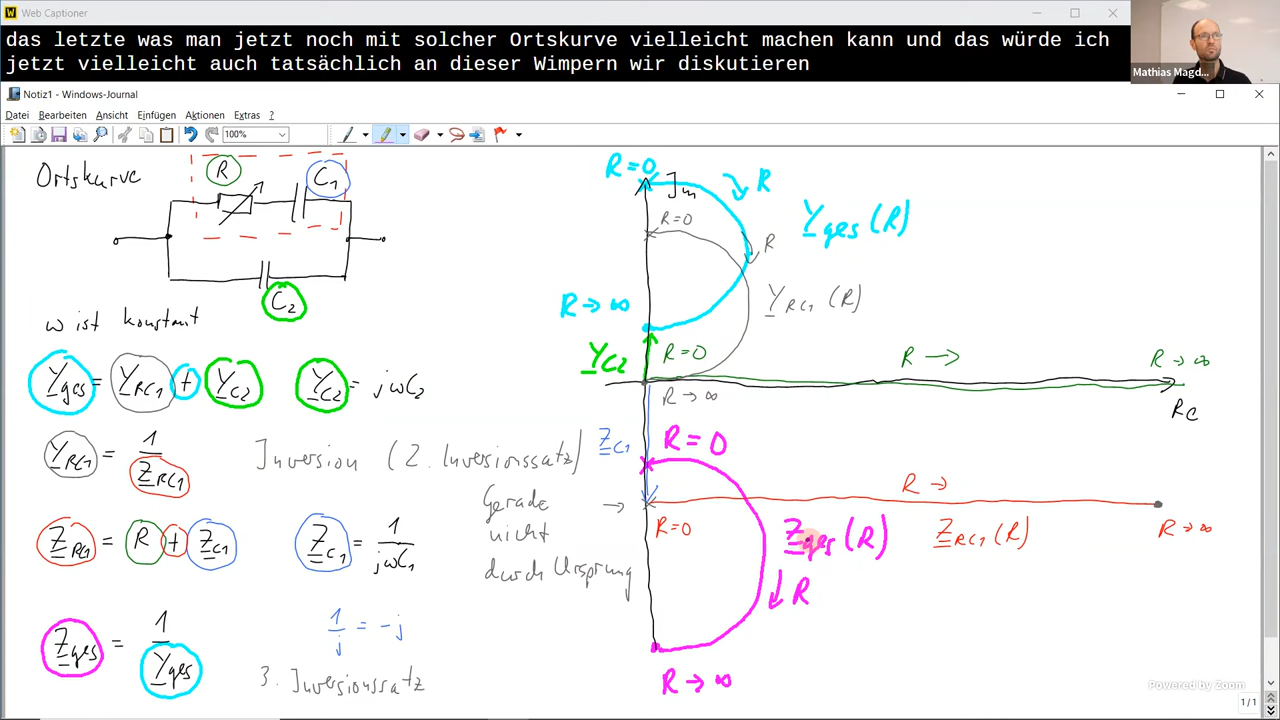 Web Captioner
das letzte was man jetzt noch mit solcher Ortskurve vielleicht machen kann und das würde ich
jetzt vielleicht auch tatsächlich an dieser Wimpern wir diskutieren
Mathias Magd...
Notiz1 - Windows-Journal
Datei Bearbeiten Ansicht Einfügen Aktionen Extras ?
100%
Ortskurve
R
C1
C2
ω ist konstant
Yges = YRC1 + YC2
YC2 = jωC2
YRC1 = 1/ZRC1
Inversion (2. Inversionssatz)
Gerade
nicht
durch Ursprung
ZRC1 = R + ZC1
ZC1 = 1/jωC1
Zges = 1/Yges
1/j = -j
3. Inversionssatz
R=0
Jm
R
Yges (R)
R=0
R
YRC1 (R)
R → ∞
YC2
R=0
R →
R → ∞
R → ∞
Re
ZC1
R = 0
R →
→
R=0
Zges (R)
ZRC1 (R)
R → ∞
R
R → ∞
Powered by Zoom
1 / 1